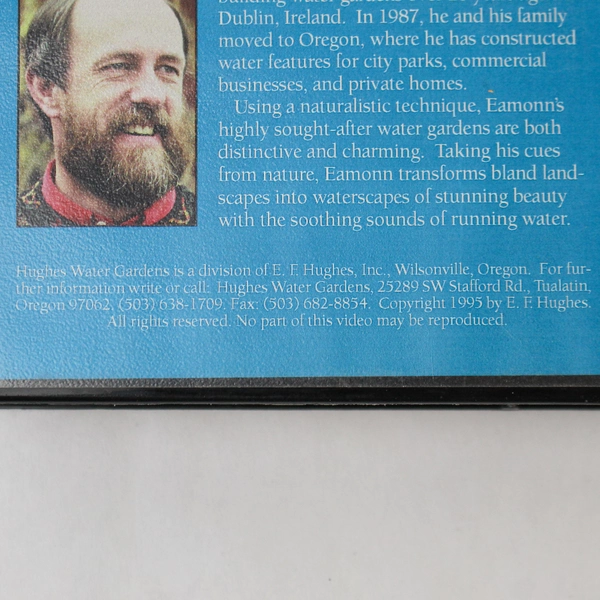 Dublin, Ireland. In 1987, he and his family
moved to Oregon, where he has constructed
water features for city parks, commercial
businesses, and private homes.
Using a naturalistic technique, Eamonn's
highly sought-after water gardens are both
distinctive and charming. Taking his cues
from nature, Eamonn transforms bland land-
scapes into waterscapes of stunning beauty
with the soothing sounds of running water.
Hughes Water Gardens is a division of E. F. Hughes, Inc., Wilsonville, Oregon. For fur-
ther information write or call: Hughes Water Gardens, 25289 SW Stafford Rd., Tualatin,
Oregon 97062, (503) 638-1709. Fax: (503) 682-8854. Copyright 1995 by E. F. Hughes.
All rights reserved. No part of this video may be reproduced.